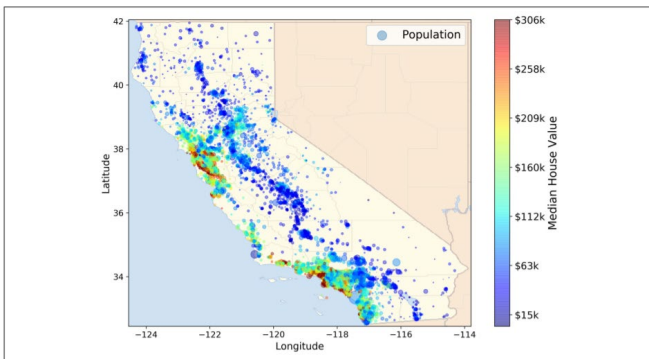 42
40
38
36
34
Latitude
-124
-122
-120
-118
-116
-114
Longitude
Population
$306k
$258k
$209k
$160k
$112k
$63k
$15k
Median House Value